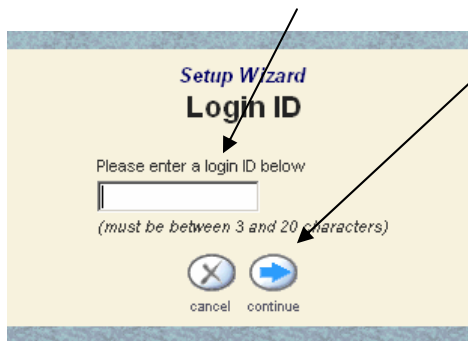 Setup Wizard
Login ID
Please enter a login ID below
(must be between 3 and 20 characters)
cancel continue